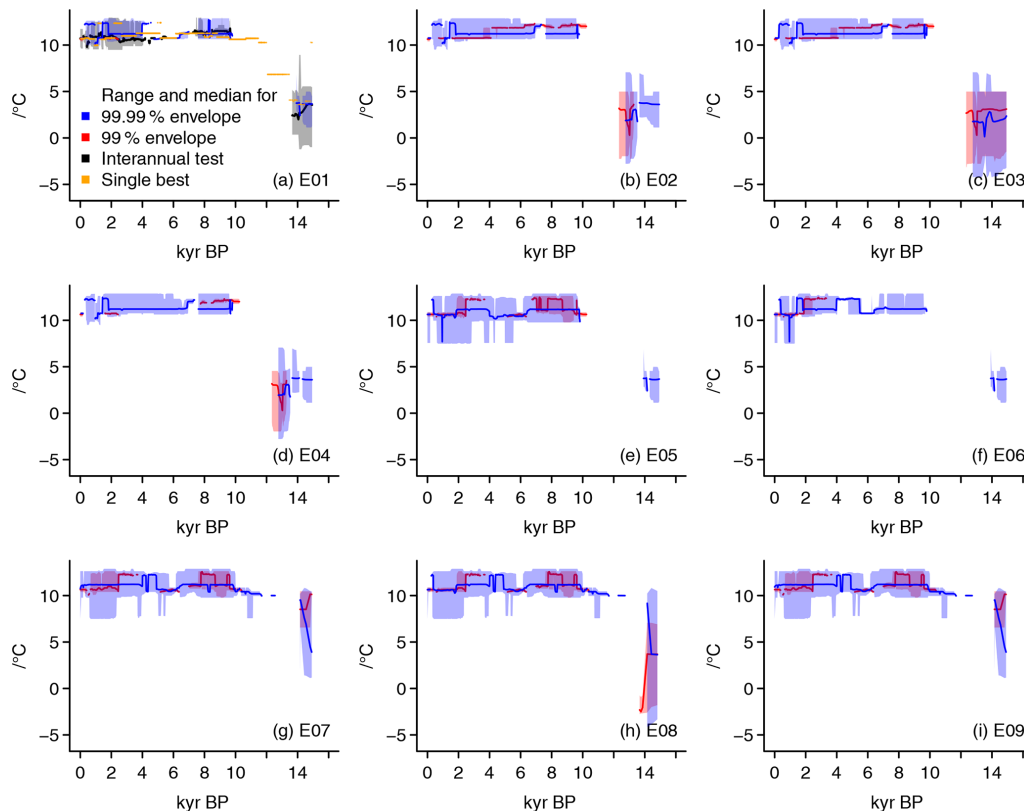 10
5
0
−5
/°C
Range and median for
99.99 % envelope
99 % envelope
Interannual test
Single best
(a) E01
0 2 4 6 8 10 14
kyr BP
10
5
0
−5
/°C
(b) E02
0 2 4 6 8 10 14
kyr BP
10
5
0
−5
/°C
(c) E03
0 2 4 6 8 10 14
kyr BP
10
5
0
−5
/°C
(d) E04
0 2 4 6 8 10 14
kyr BP
10
5
0
−5
/°C
(e) E05
0 2 4 6 8 10 14
kyr BP
10
5
0
−5
/°C
(f) E06
0 2 4 6 8 10 14
kyr BP
10
5
0
−5
/°C
(g) E07
0 2 4 6 8 10 14
kyr BP
10
5
0
−5
/°C
(h) E08
0 2 4 6 8 10 14
kyr BP
10
5
0
−5
/°C
(i) E09
0 2 4 6 8 10 14
kyr BP